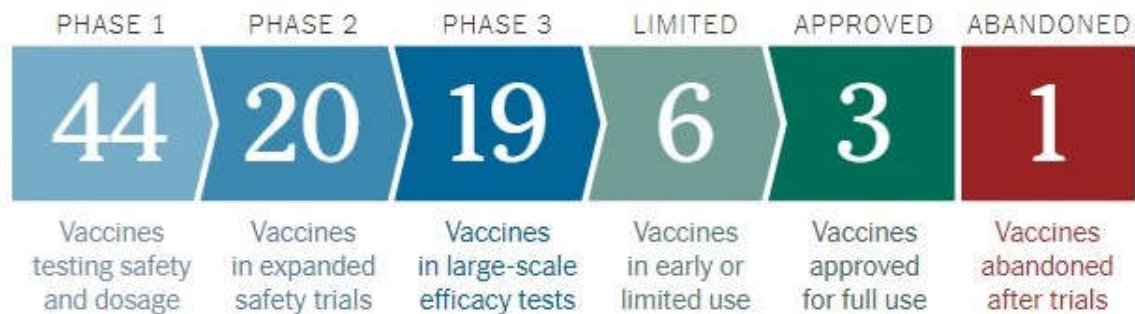 PHASE 1 PHASE 2 PHASE 3 LIMITED APPROVED ABANDONED
44 20 19 6 3 1
Vaccines Vaccines Vaccines Vaccines Vaccines Vaccines
testing safety in expanded in large-scale in early or approved abandoned
and dosage safety trials efficacy tests limited use for full use after trials